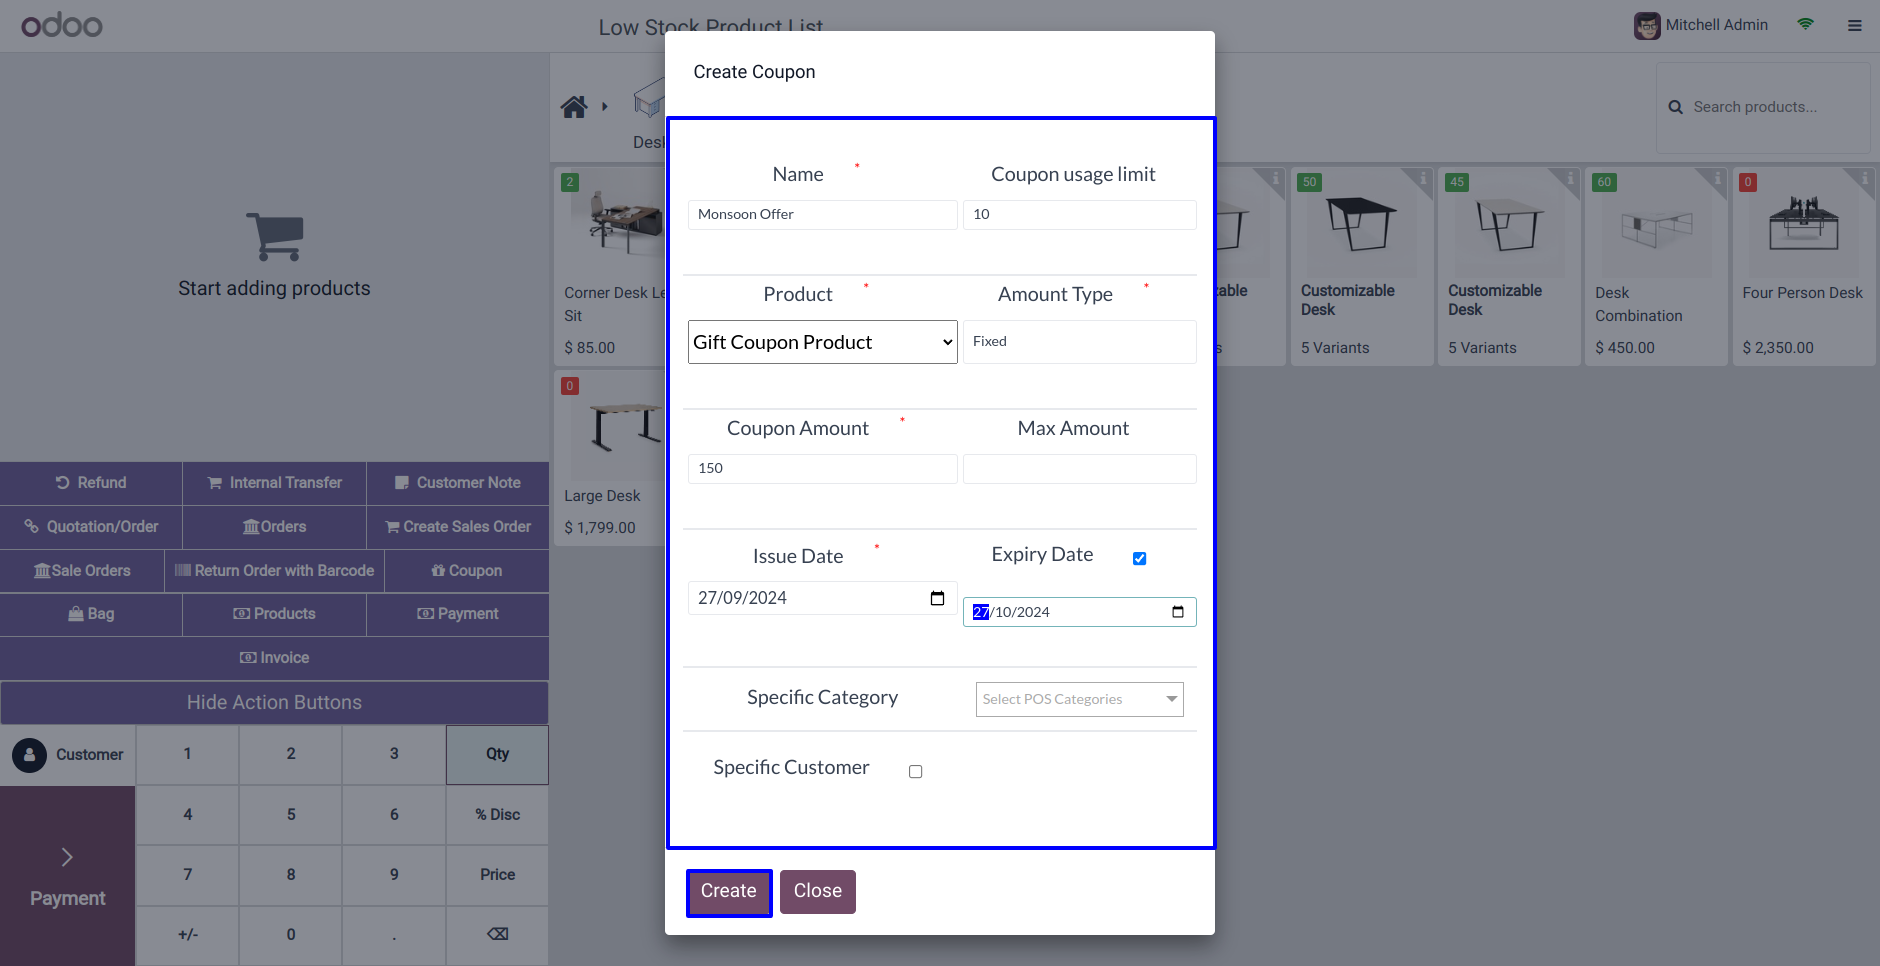 odoo
Low Stock Product List
Mitchell Admin
Create Coupon
Search products...
Start adding products
Name *
Coupon usage limit
Monsoon Offer
10
Product *
Amount Type *
Gift Coupon Product
Fixed
Coupon Amount *
Max Amount
150
Issue Date *
Expiry Date
27/09/2024
27/10/2024
Specific Category
Select POS Categories
Specific Customer
Create
Close
2
Corner Desk Le
Sit
$ 85.00
50
Customizable
Desk
5 Variants
45
Customizable
Desk
5 Variants
60
Desk
Combination
$ 450.00
0
Four Person Desk
$ 2,350.00
0
Large Desk
$ 1,799.00
Refund
Internal Transfer
Customer Note
Quotation/Order
Orders
Create Sales Order
Sale Orders
Return Order with Barcode
Coupon
Bag
Products
Payment
Invoice
Hide Action Buttons
Customer
1
2
3
Qty
4
5
6
% Disc
7
8
9
Price
Payment
+/-
0
.